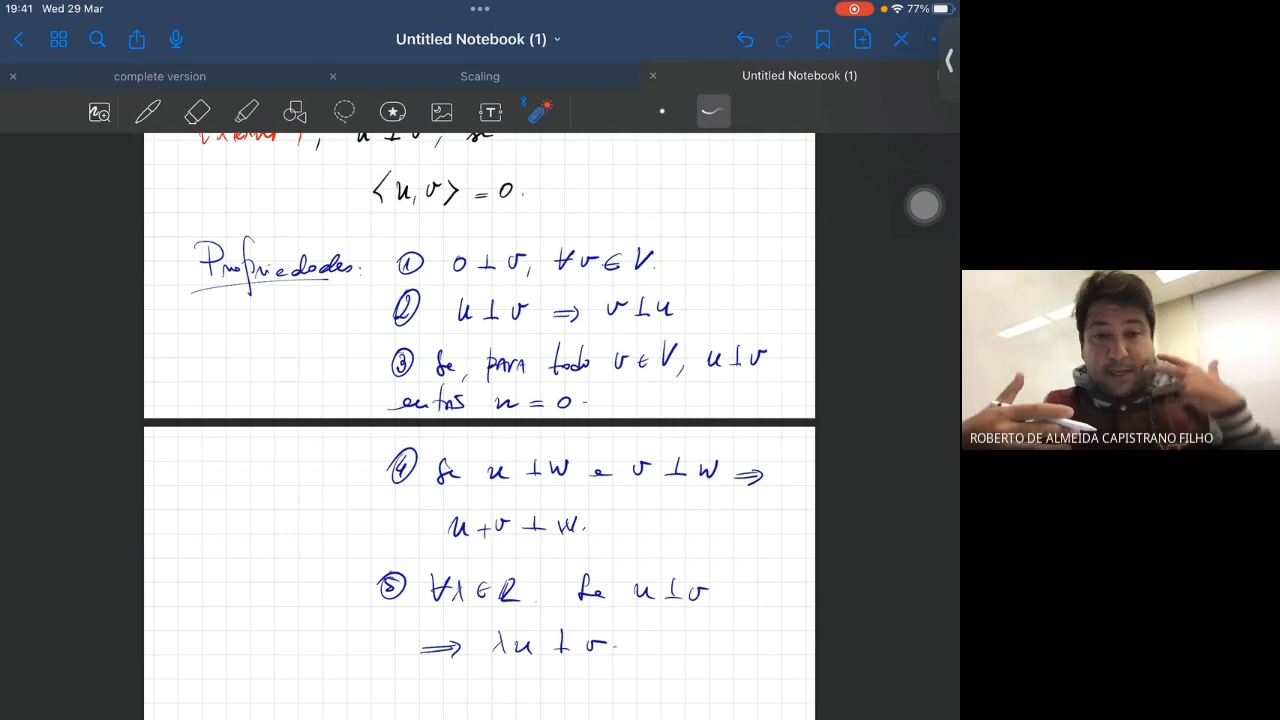 19:41 Wed 29 Mar
77%
Untitled Notebook (1)
complete version
Scaling
Untitled Notebook (1)
T
, u ⊥ v, se
⟨u, v⟩ = 0.
Propriedades: ① 0 ⊥ v, ∀ v ∈ V.
② u ⊥ v ⇒ v ⊥ u
③ Se, para todo v ∈ V, u ⊥ v
então u = 0.
④ Se u ⊥ w e v ⊥ w ⇒
u + v ⊥ w.
⑤ ∀ λ ∈ R. Se u ⊥ v
⇒ λu ⊥ v.
ROBERTO DE ALMEIDA CAPISTRANO FILHO